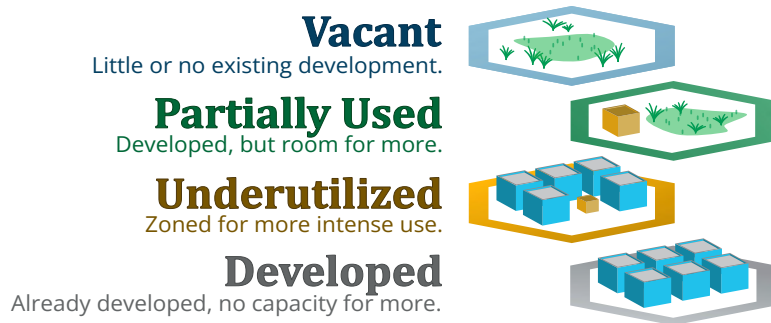 Vacant
Little or no existing development.
Partially Used
Developed, but room for more.
Underutilized
Zoned for more intense use.
Developed
Already developed, no capacity for more.